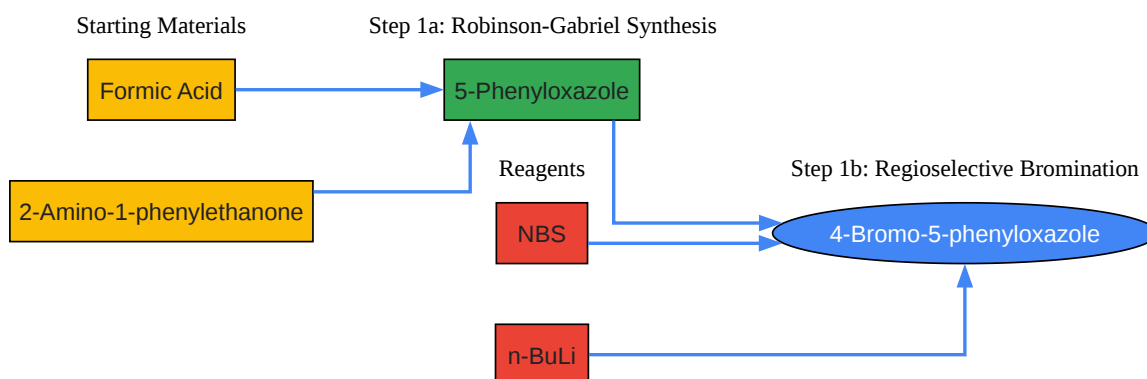 Starting Materials
Step 1a: Robinson-Gabriel Synthesis
Formic Acid
5-Phenyloxazole
Reagents
Step 1b: Regioselective Bromination
2-Amino-1-phenylethanone
NBS
4-Bromo-5-phenyloxazole
n-BuLi